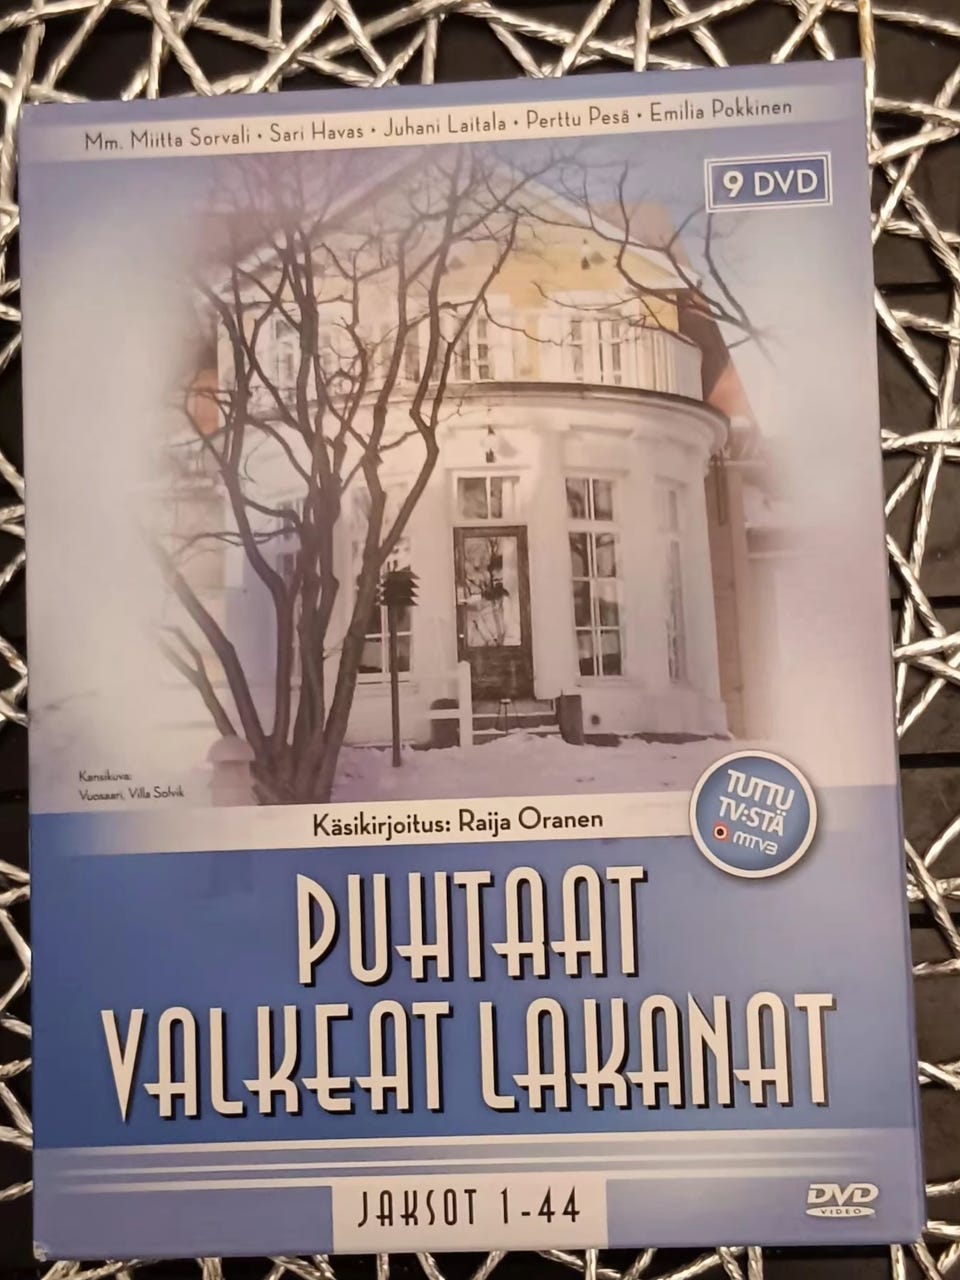 Mm. Miitta Sorvali • Sari Havas • Juhani Laitala • Perttu Pesä • Emilia Pokkinen
9 DVD
Kansikuva:
Vuosaari, Villa Solvik
Käsikirjoitus: Raija Oranen
TUTTU
TV:STÄ
MTV3
PUHTAAT
VALKEAT LAKANAT
JAKSOT 1-44
DVD
VIDEO